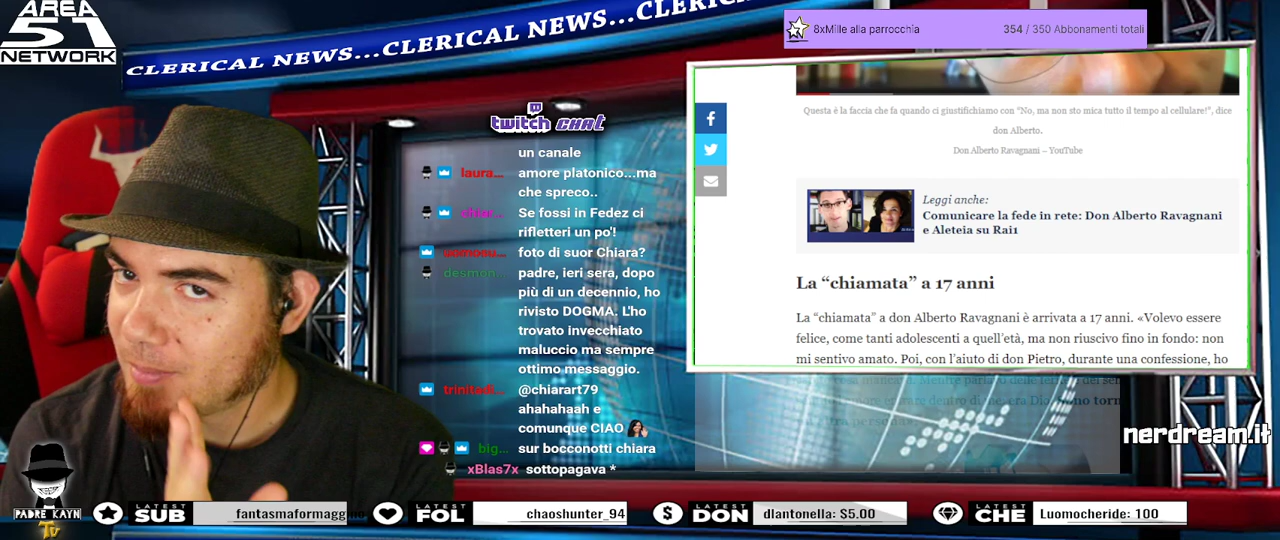 AREA
51
NETWORK
CLERICAL NEWS...CLERICAL NEWS...CLERIC
8xMille alla parrocchia
354 / 350 Abbonamenti totali
twitch chat
un canale
laura...
amore platonico...ma
che spreco..
Se fossi in Fedez ci
rifletteri un po'!
foto di suor Chiara?
desmon...
padre, ieri sera, dopo
più di un decennio, ho
rivisto DOGMA. L'ho
trovato invecchiato
maluccio ma sempre
ottimo messaggio.
trinitadi...
@chiarart79
ahahahaah e
comunque CIAO
big...
sur bocconotti chiara
xBlas7x
sottopagava *
Questa è la faccia che fa quando ci giustifichiamo con "No, ma non sto mica tutto il tempo al cellulare!", dice
don Alberto.
Don Alberto Ravagnani – YouTube
Leggi anche:
Comunicare la fede in rete: Don Alberto Ravagnani
e Aleteia su Rai1
La “chiamata” a 17 anni
La “chiamata” a don Alberto Ravagnani è arrivata a 17 anni. «Volevo essere
felice, come tanti adolescenti a quell’età, ma non riuscivo fino in fondo: non
mi sentivo amato. Poi, con l’aiuto di don Pietro, durante una confessione, ho
nerdream.it
PADRE KAYN
Tv
LATEST
SUB
fantasmaformagg
LATEST
FOL
chaoshunter_94
LATEST
DON
dlantonella: $5.00
LATEST
CHE
Luomocheride: 100